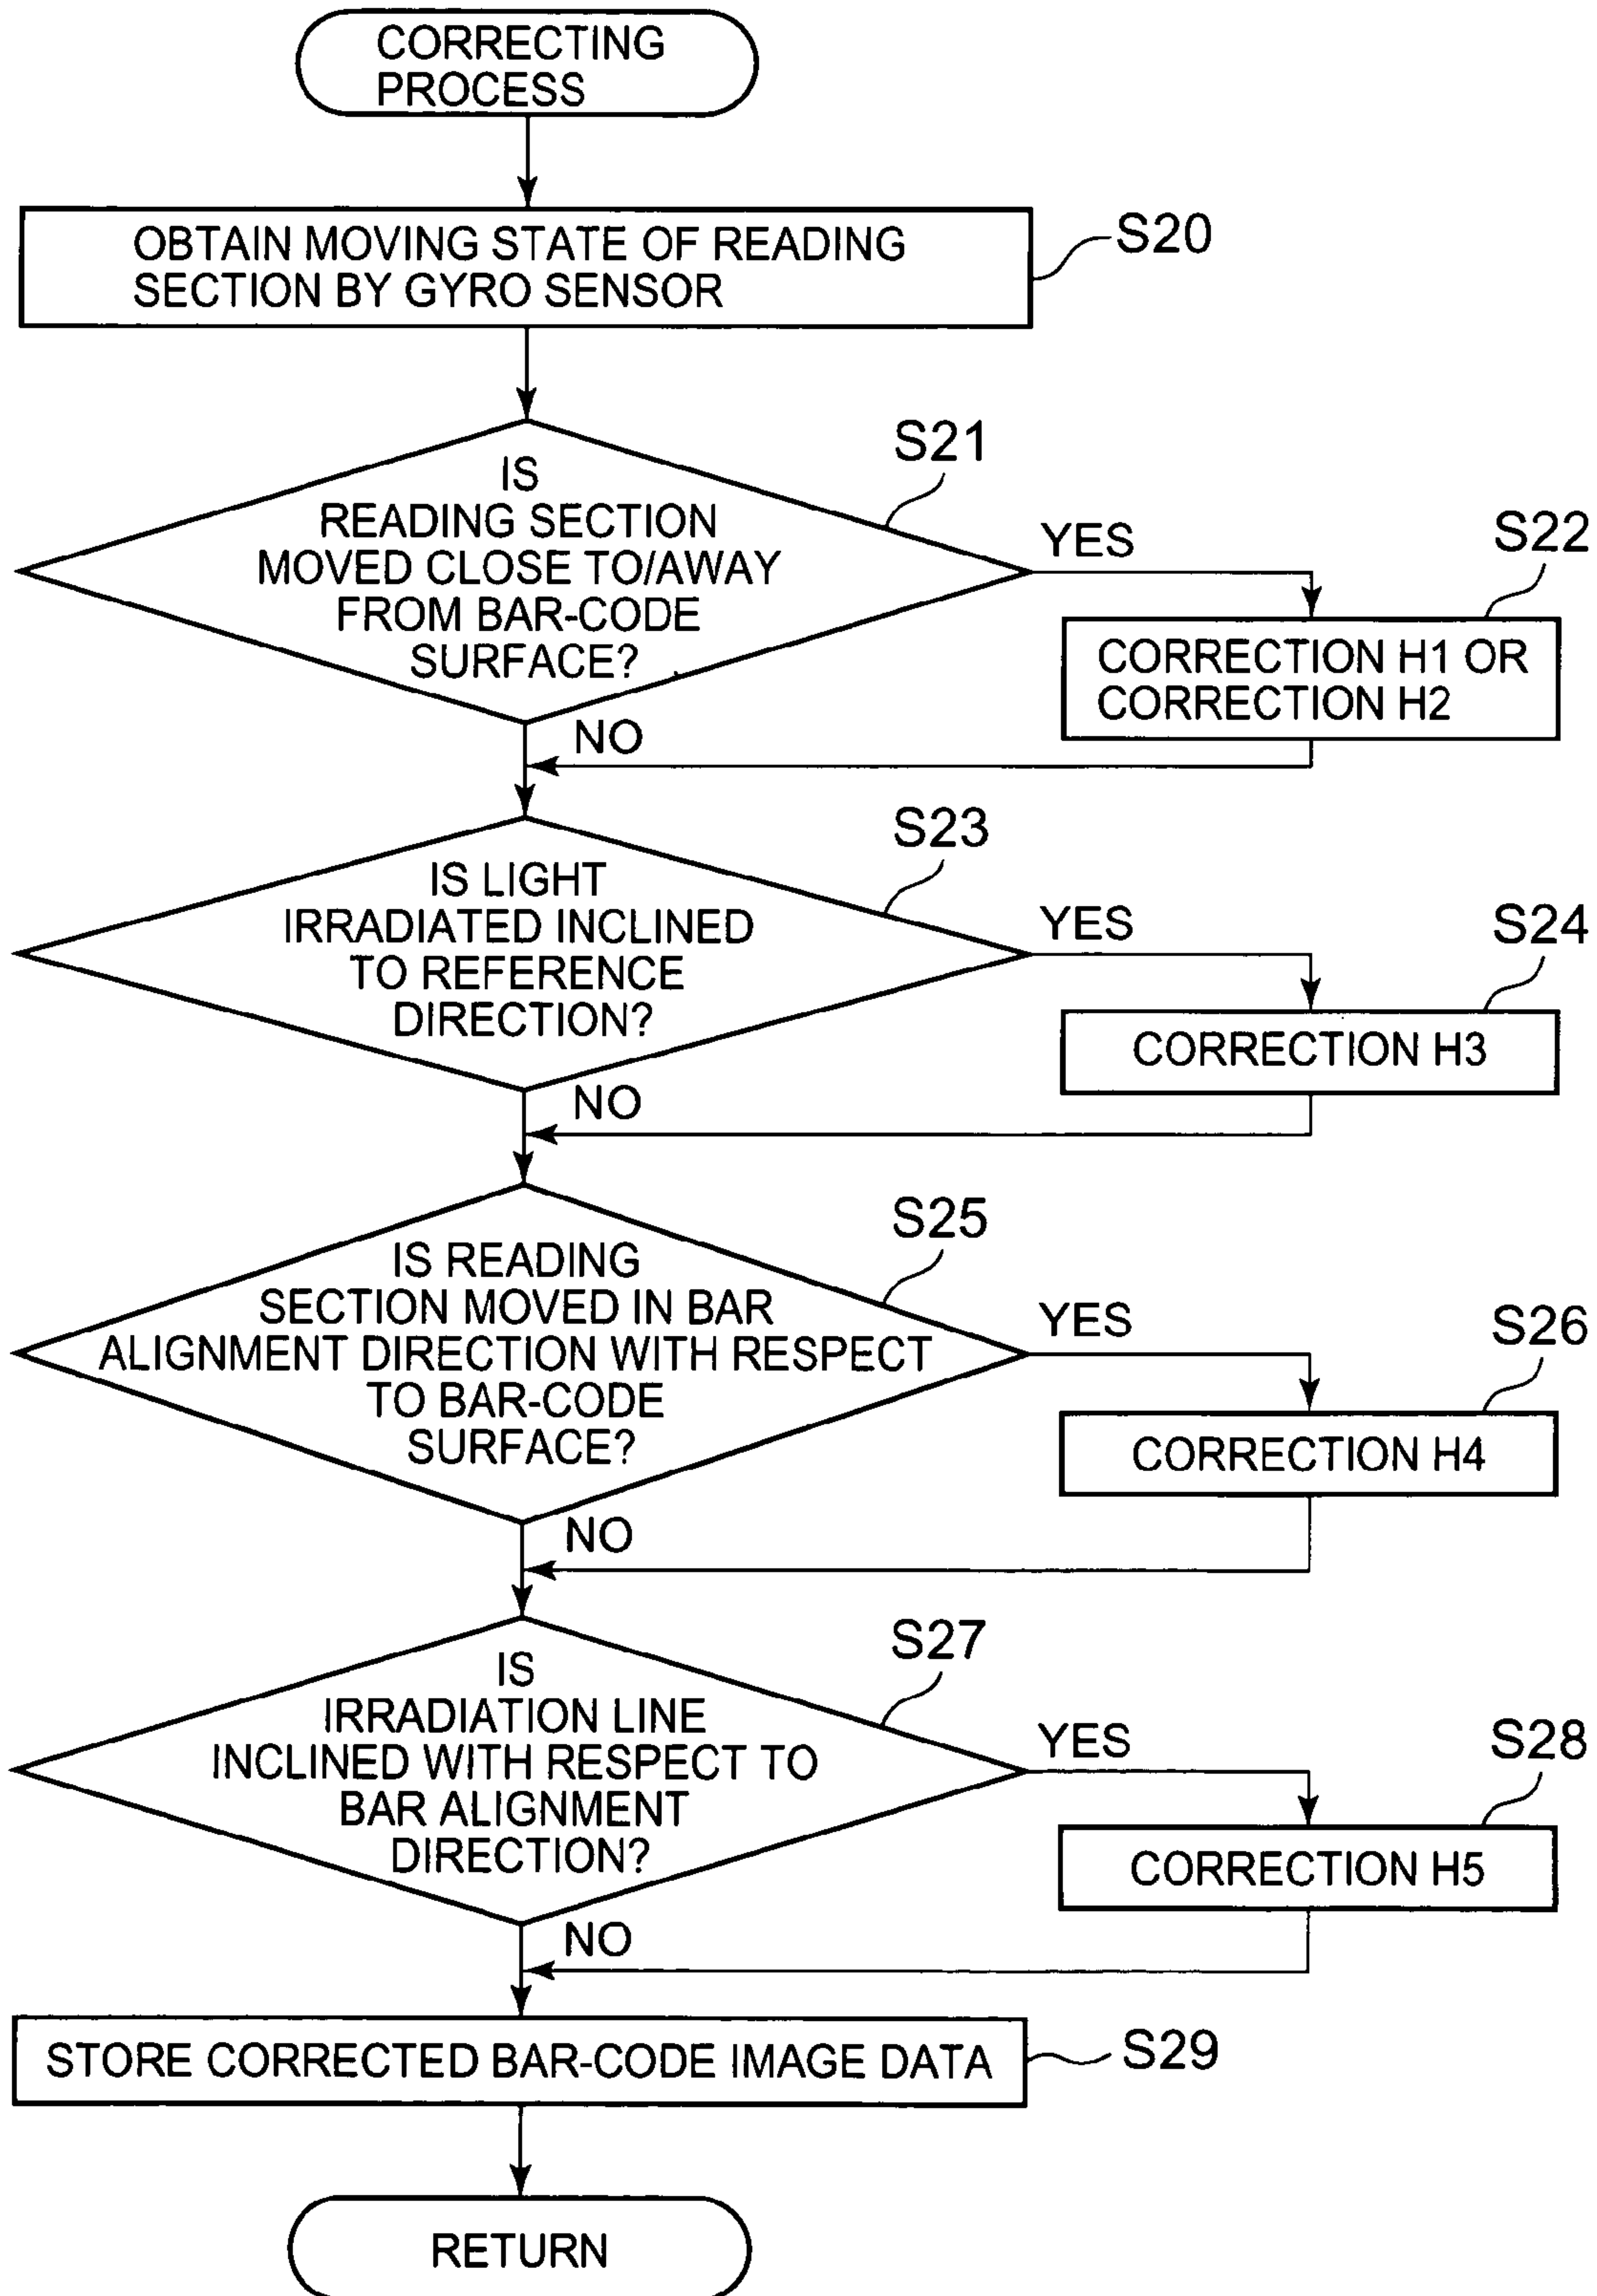 CORRECTING
PROCESS
OBTAIN MOVING STATE OF READING
SECTION BY GYRO SENSOR
S20
IS
READING SECTION
MOVED CLOSE TO/AWAY
FROM BAR-CODE
SURFACE?
S21
YES
NO
S22
CORRECTION H1 OR
CORRECTION H2
IS LIGHT
IRRADIATED INCLINED
TO REFERENCE
DIRECTION?
S23
YES
NO
S24
CORRECTION H3
IS READING
SECTION MOVED IN BAR
ALIGNMENT DIRECTION WITH RESPECT
TO BAR-CODE
SURFACE?
S25
YES
NO
S26
CORRECTION H4
IS
IRRADIATION LINE
INCLINED WITH RESPECT TO
BAR ALIGNMENT
DIRECTION?
S27
YES
NO
S28
CORRECTION H5
STORE CORRECTED BAR-CODE IMAGE DATA
S29
RETURN